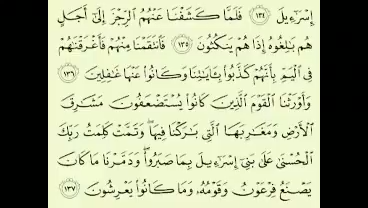 إِسْرَٰٓءِيلَ ١٣٤ فَلَمَّا كَشَفْنَا عَنْهُمُ ٱلرِّجْزَ إِلَىٰٓ أَجَلٍ
هُم بَٰلِغُوهُ إِذَا هُمْ يَنكُثُونَ ١٣٥ فَٱنتَقَمْنَا مِنْهُمْ فَأَغْرَقْنَٰهُمْ
فِى ٱلْيَمِّ بِأَنَّهُمْ كَذَّبُوا۟ بِـَٔايَٰتِنَا وَكَانُوا۟ عَنْهَا غَٰفِلِينَ
١٣٦ وَأَوْرَثْنَا ٱلْقَوْمَ ٱلَّذِينَ كَانُوا۟ يُسْتَضْعَفُونَ مَشَٰرِقَ
ٱلْأَرْضِ وَمَغَٰرِبَهَا ٱلَّتِى بَٰرَكْنَا فِيهَا ۖ وَتَمَّتْ كَلِمَتُ رَبِّكَ
ٱلْحُسْنَىٰ عَلَىٰ بَنِىٓ إِسْرَٰٓءِيلَ بِمَا صَبَرُوا۟ ۖ وَدَمَّرْنَا مَا كَانَ
يَصْنَعُ فِرْعَوْنُ وَقَوْمُهُۥ وَمَا كَانُوا۟ يَعْرِشُونَ ١٣٧